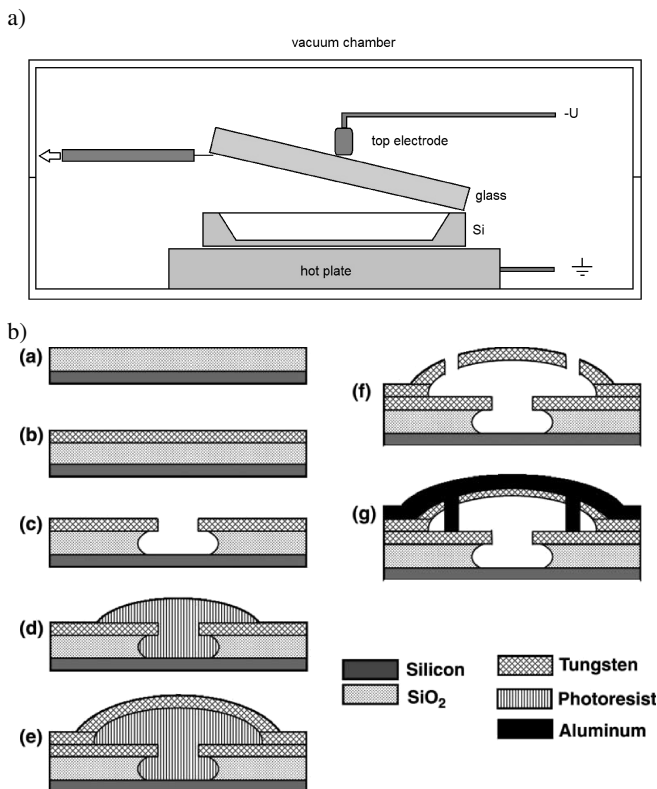 a)
vacuum chamber
-U
top electrode
glass
Si
hot plate
b)
(a)
(b)
(c)
(d)
(e)
(f)
(g)
Silicon
SiO₂
Tungsten
Photoresist
Aluminum